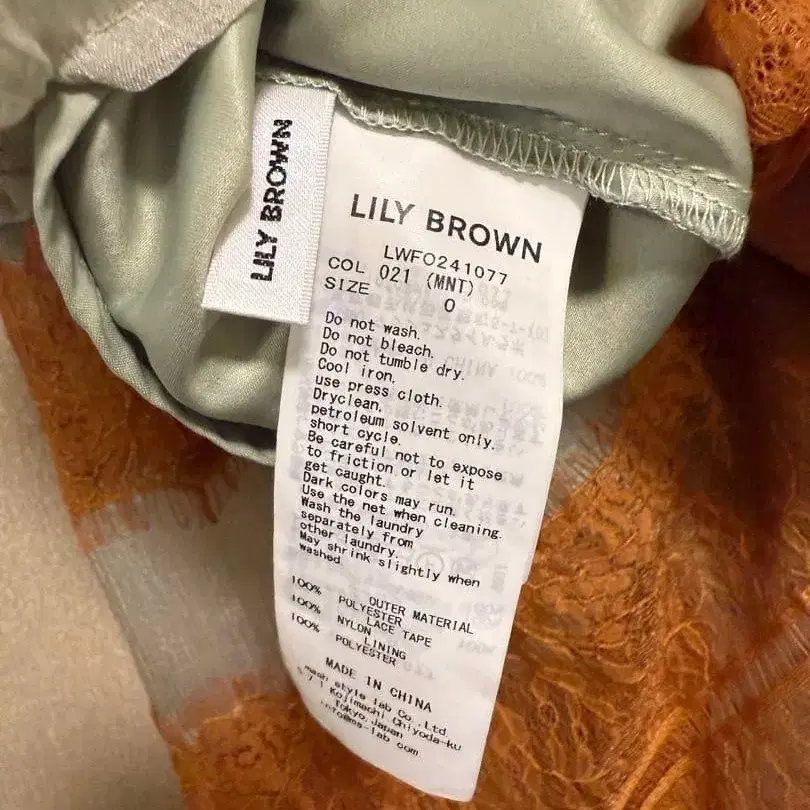 LILY BROWN
LILY BROWN
LWFO241077
COL 021 (MNT)
SIZE 0
Do not wash.
Do not bleach.
Do not tumble dry.
Cool iron.
use press cloth.
Dryclean.
petroleum solvent only.
short cycle.
Be careful not to expose
to friction or let it
get caught.
Dark colors may run.
Use the net when cleaning.
Wash the laundry
separately from
other laundry.
May shrink slightly when
washed
OUTER MATERIAL
100% POLYESTER
LACE TAPE
100% NYLON
LINING
100% POLYESTER
MADE IN CHINA
mash style lab Co., Ltd.
5 7 1 Kojimachi Chiyoda-ku
Tokyo, Japan